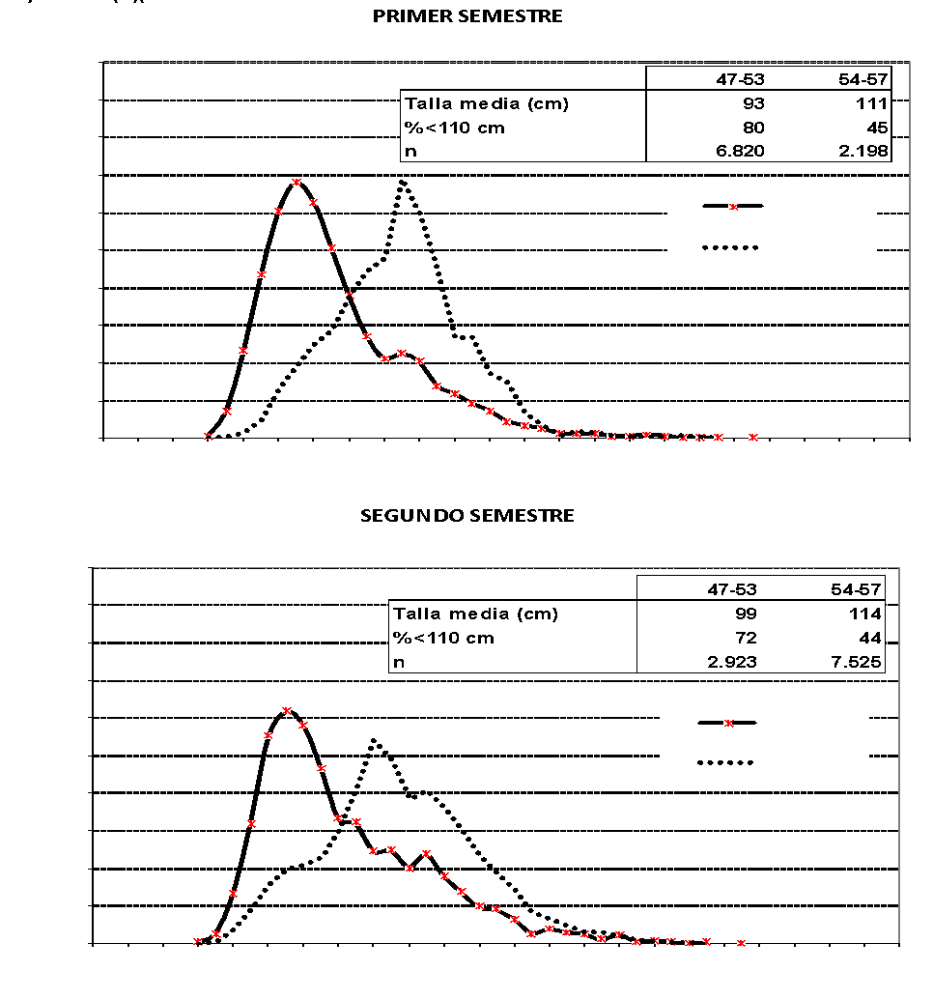 PRIMER SEMESTRE
47-53 54-57
Talla media (cm) 93 111
%<110 cm 80 45
n 6.820 2.198
SEGUNDO SEMESTRE
47-53 54-57
Talla media (cm) 99 114
%<110 cm 72 44
n 2.923 7.525